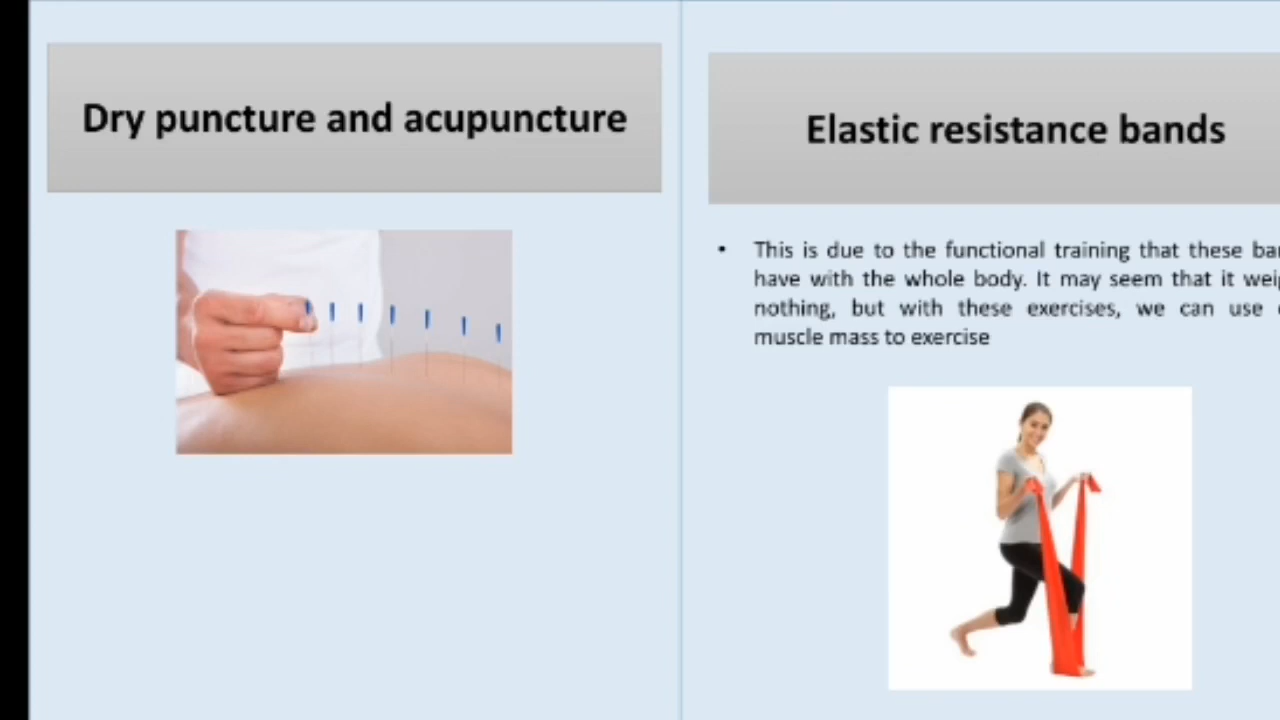 Dry puncture and acupuncture
Elastic resistance bands
• This is due to the functional training that these
have with the whole body. It may seem that it
nothing, but with these exercises, we can use
muscle mass to exercise